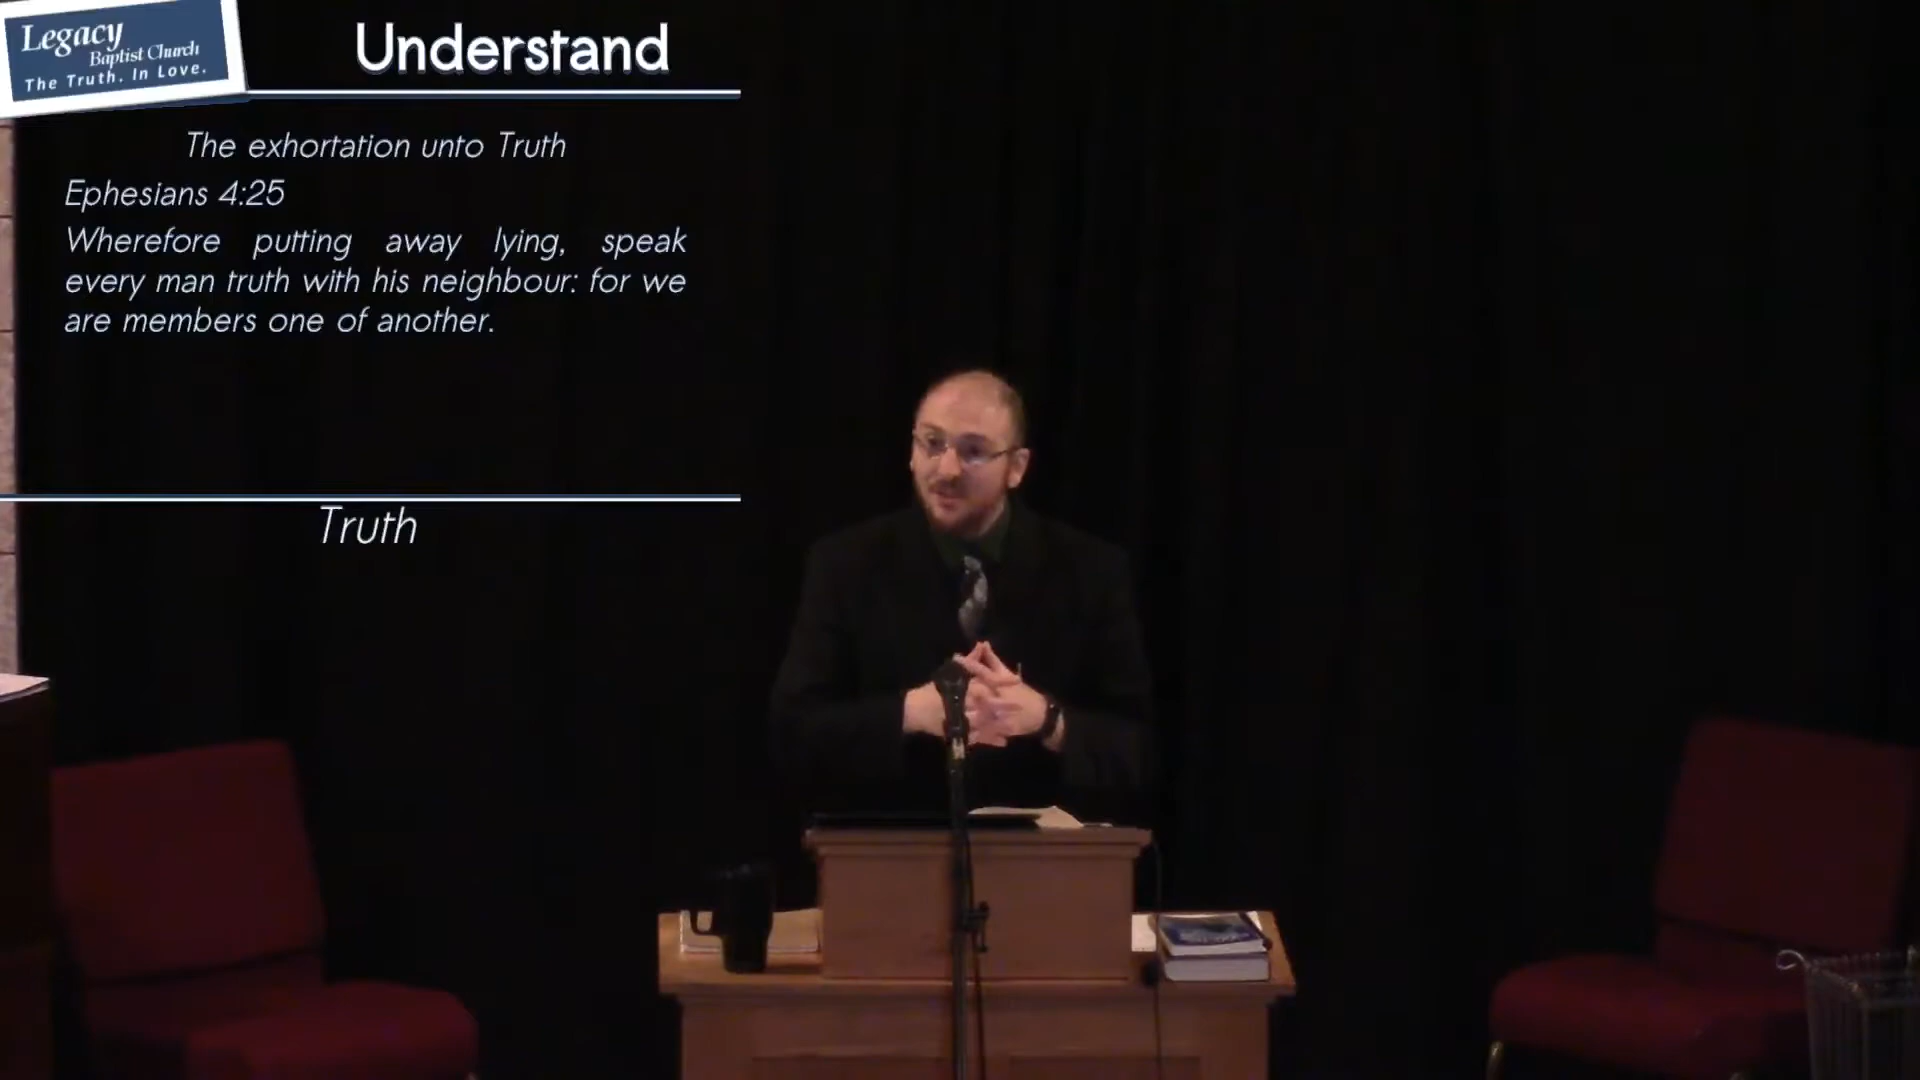 Legacy
Baptist Church
The Truth. In Love.
Understand
The exhortation unto Truth
Ephesians 4:25
Wherefore putting away lying, speak
every man truth with his neighbour: for we
are members one of another.
Truth